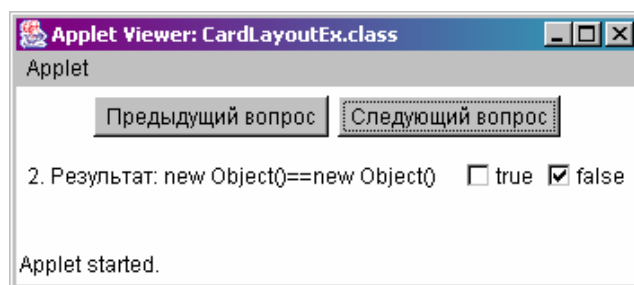 Applet Viewer: CardLayoutEx.class
Applet
Предыдущий вопрос Следующий вопрос
2. Результат: new Object()==new Object() true false
Applet started.